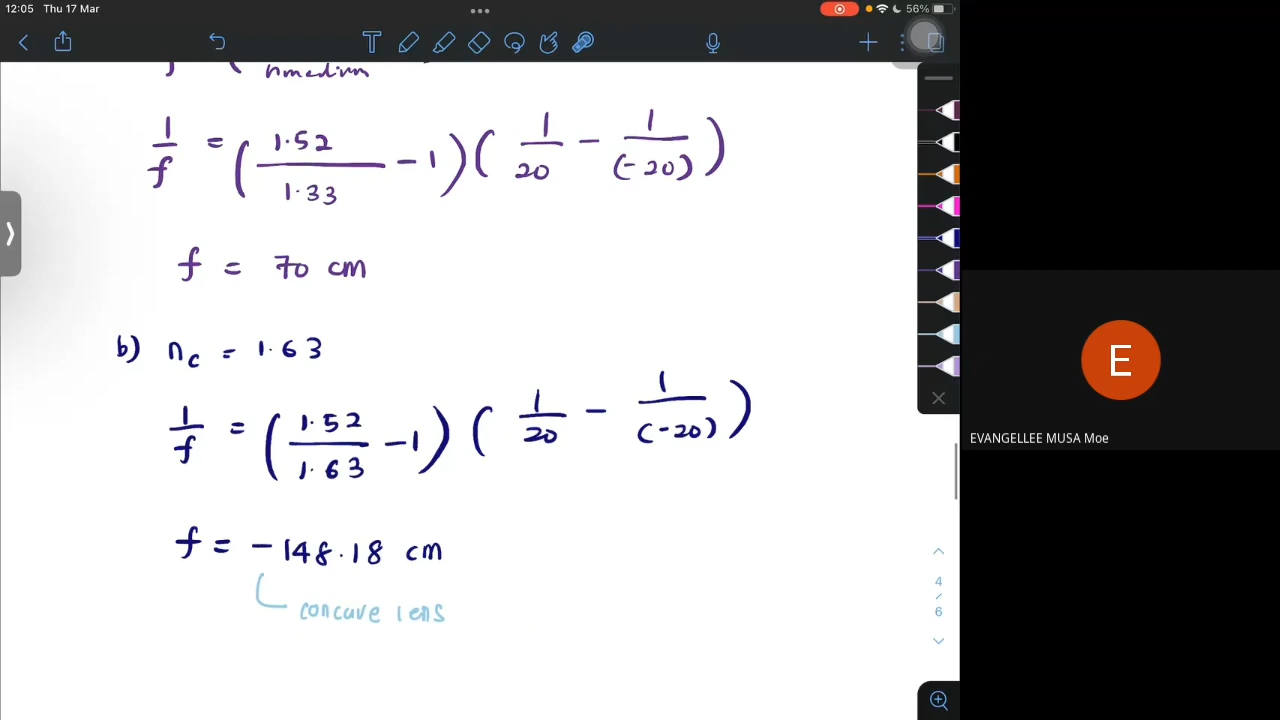 12:05 Thu 17 Mar
56%
T
n medium
1/f = (1.52/1.33 - 1)(1/20 - 1/(-20))
f = 70 cm
b) nc = 1.63
1/f = (1.52/1.63 - 1)(1/20 - 1/(-20))
f = -148.18 cm
concave lens
4
/
6
E
EVANGELLEE MUSA Moe